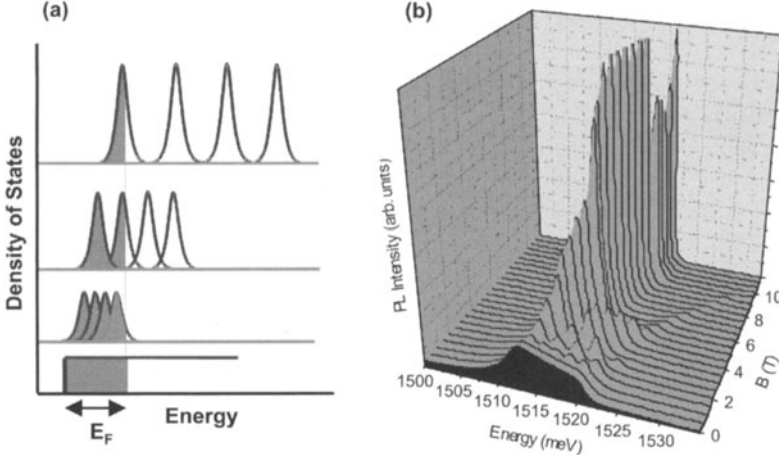 (a)
Density of States
E_F
Energy
(b)
PL Intensity (arb. units)
1500
1505
1510
1515
1520
1525
1530
Energy (meV)
0
2
4
6
8
10
B (T)